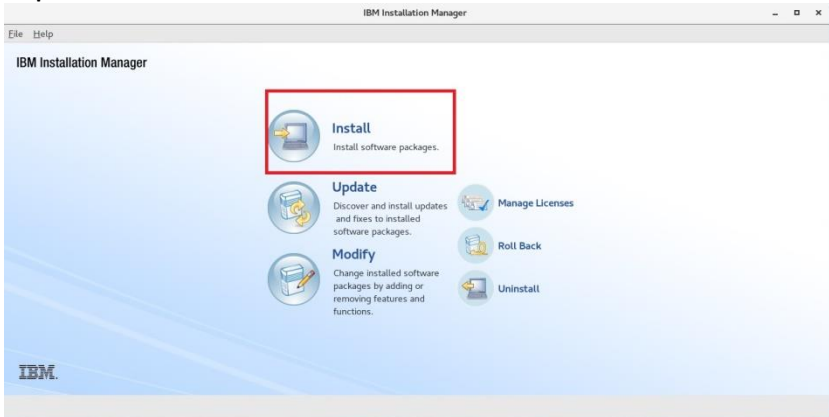 IBM Installation Manager
File Help
IBM Installation Manager
Install
Install software packages.
Update
Discover and install updates
and fixes to installed
software packages.
Modify
Change installed software
packages by adding or
removing features and
functions.
Manage Licenses
Roll Back
Uninstall
IBM.